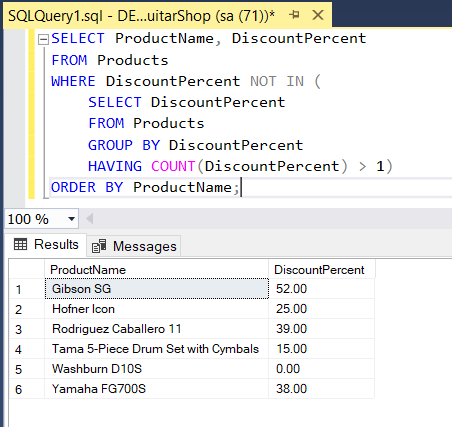 SQLQuery1.sql - DE...uitarShop (sa (71))*
SELECT ProductName, DiscountPercent
FROM Products
WHERE DiscountPercent NOT IN (
SELECT DiscountPercent
FROM Products
GROUP BY DiscountPercent
HAVING COUNT(DiscountPercent) > 1)
ORDER BY ProductName;
100 %
Results Messages
ProductName DiscountPercent
1 Gibson SG 52.00
2 Hofner Icon 25.00
3 Rodriguez Caballero 11 39.00
4 Tama 5-Piece Drum Set with Cymbals 15.00
5 Washburn D10S 0.00
6 Yamaha FG700S 38.00